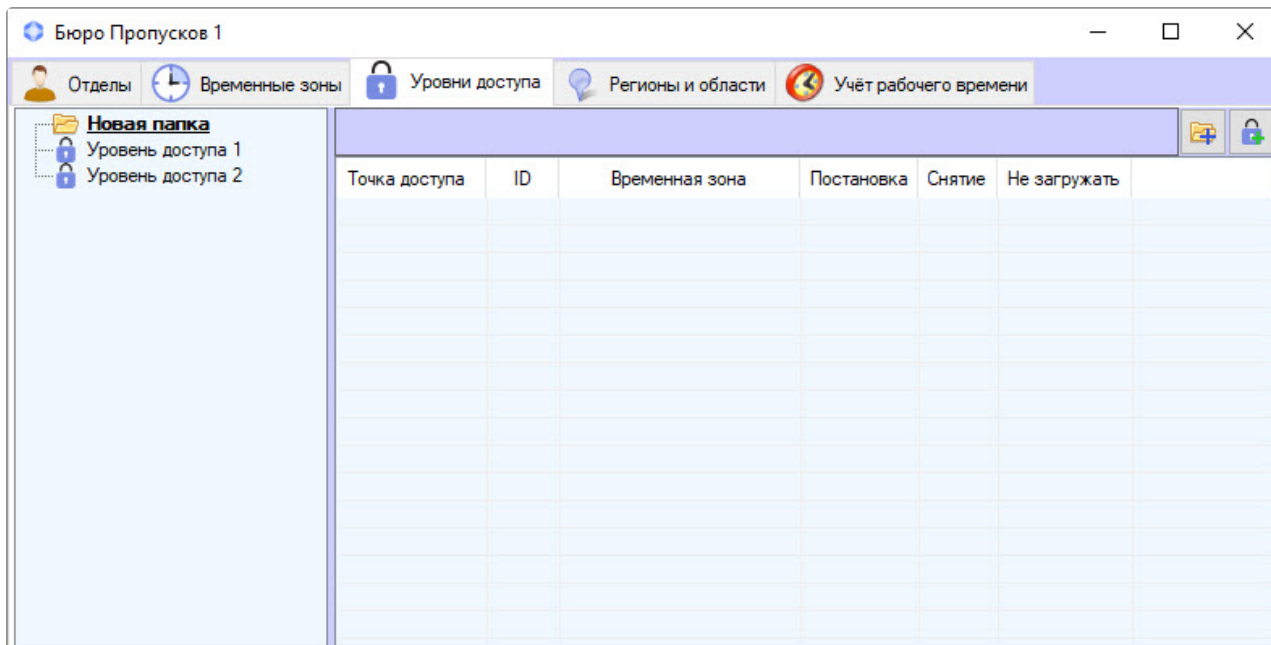 Бюро Пропусков 1
Отделы Временные зоны Уровни доступа Регионы и области Учёт рабочего времени
Новая папка
Уровень доступа 1
Уровень доступа 2
Точка доступа ID Временная зона Постановка Снятие Не загружать